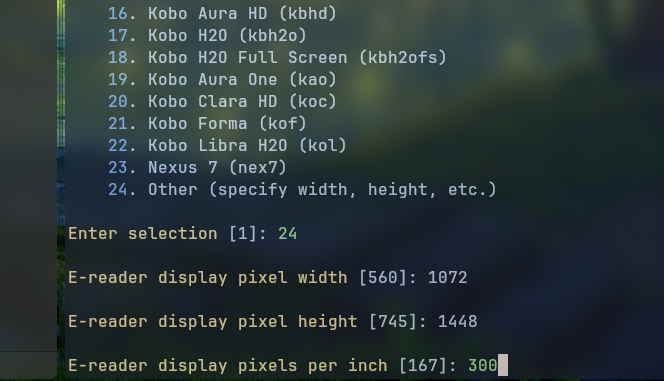 16. Kobo Aura HD (kbhd)
17. Kobo H2O (kbh2o)
18. Kobo H2O Full Screen (kbh2ofs)
19. Kobo Aura One (kao)
20. Kobo Clara HD (koc)
21. Kobo Forma (kof)
22. Kobo Libra H2O (kol)
23. Nexus 7 (nex7)
24. Other (specify width, height, etc.)
Enter selection [1]: 24
E-reader display pixel width [560]: 1072
E-reader display pixel height [745]: 1448
E-reader display pixels per inch [167]: 300